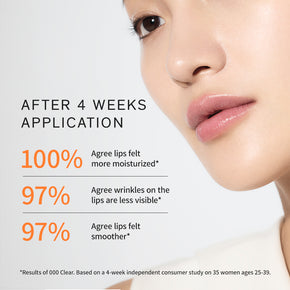 AFTER 4 WEEKS
APPLICATION
100% Agree lips felt
more moisturized*
97% Agree wrinkles on the
lips are less visible*
97% Agree lips felt
smoother*
*Results of 000 Clear. Based on a 4-week independent consumer study on 35 women ages 25-39.